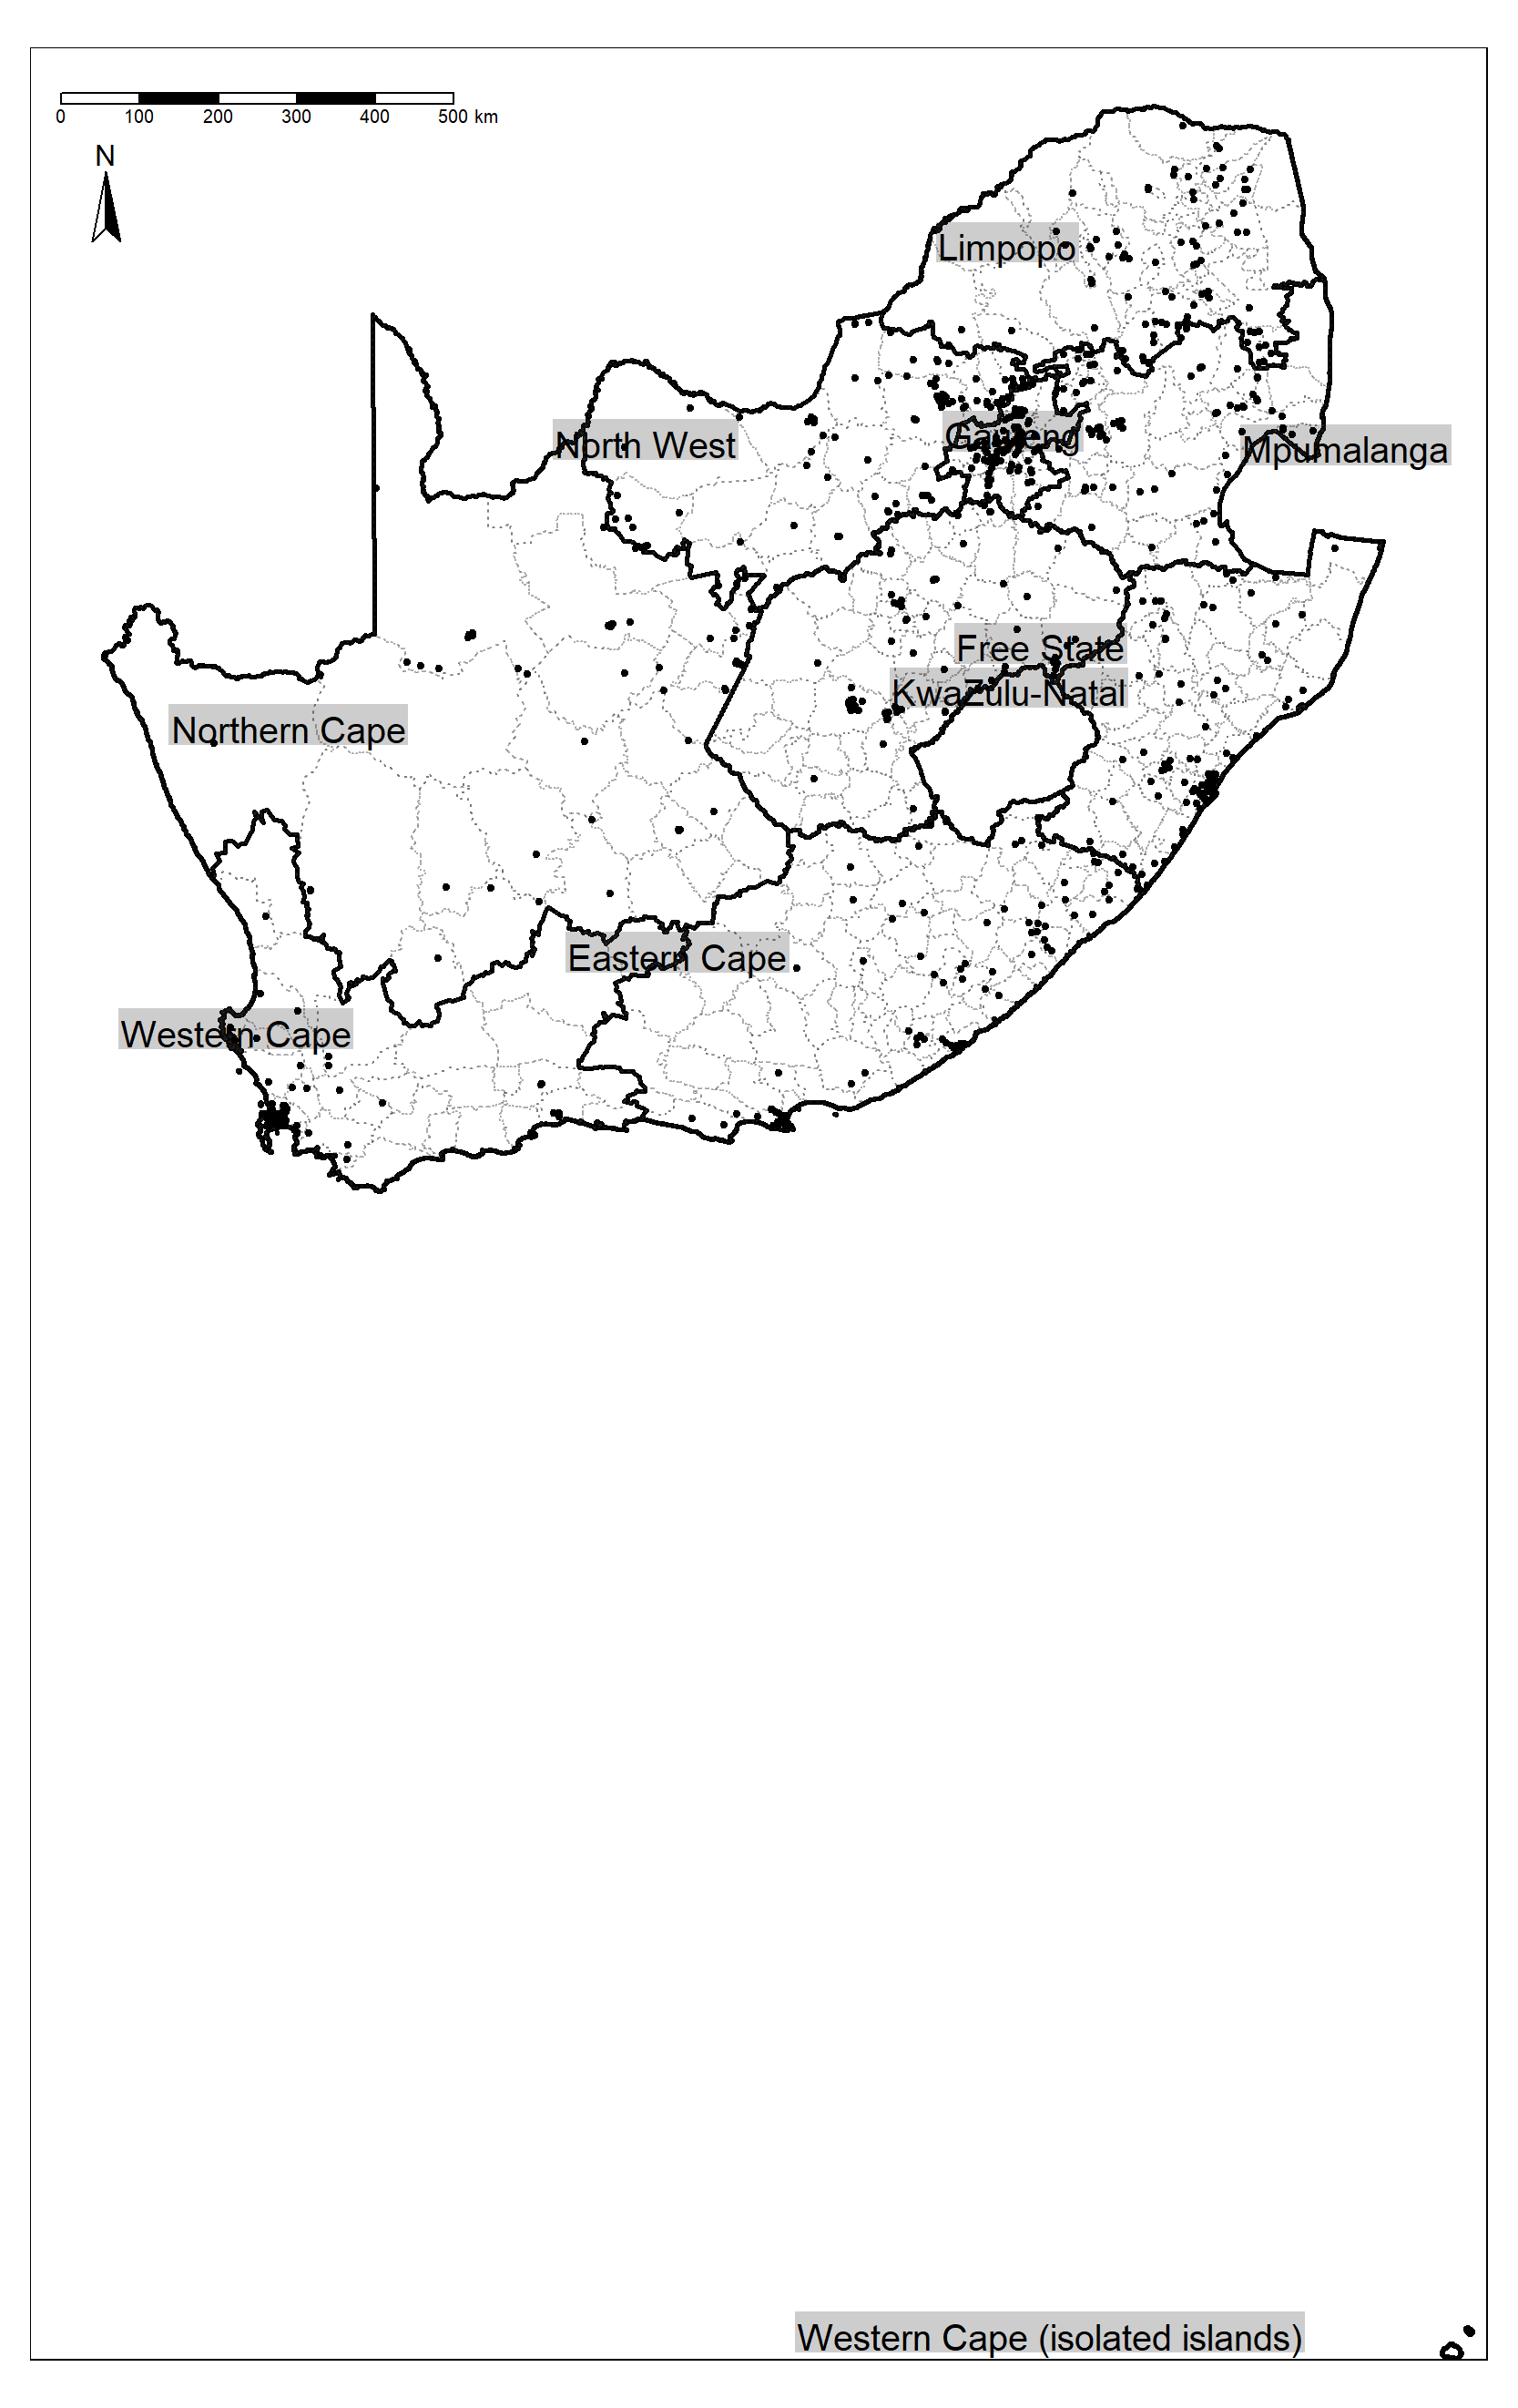 0 100 200 300 400 500 km
N
Limpopo
North West
Gauteng
Mpumalanga
Free State
KwaZulu-Natal
Northern Cape
Eastern Cape
Western Cape
Western Cape (isolated islands)